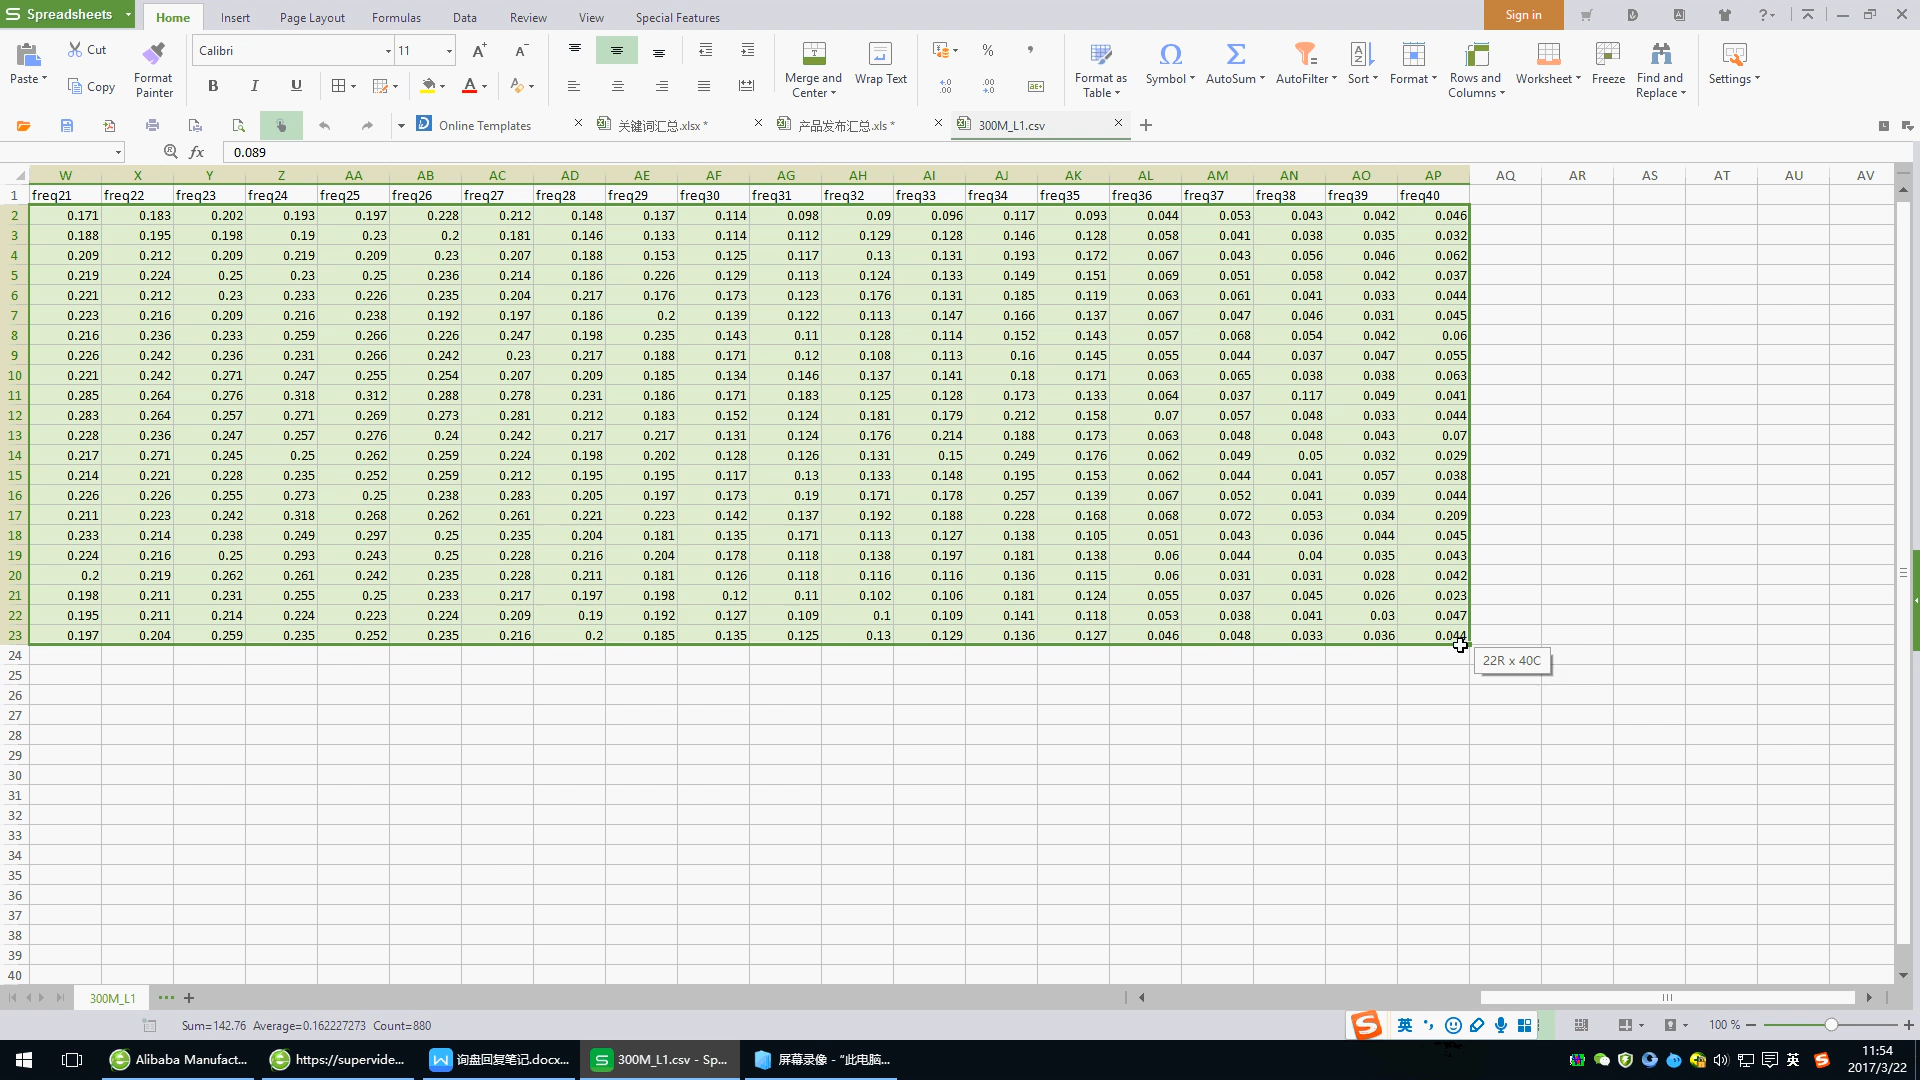 Spreadsheets Home Insert Page Layout Formulas Data Review View Special Features Sign in
Paste Cut Copy Format Painter Calibri 11 Merge and Center Wrap Text Format as Table Symbol AutoSum AutoFilter Sort Format Rows and Columns Worksheet Freeze Find and Replace Settings
Online Templates 关键词汇总.xlsx * 产品发布汇总.xls * 300M_L1.csv
fx 0.089
W X Y Z AA AB AC AD AE AF AG AH AI AJ AK AL AM AN AO AP AQ AR AS AT AU AV
1 freq21 freq22 freq23 freq24 freq25 freq26 freq27 freq28 freq29 freq30 freq31 freq32 freq33 freq34 freq35 freq36 freq37 freq38 freq39 freq40
2 0.171 0.183 0.202 0.193 0.197 0.228 0.212 0.148 0.137 0.114 0.098 0.09 0.096 0.117 0.093 0.044 0.053 0.043 0.042 0.046
3 0.188 0.195 0.198 0.19 0.23 0.2 0.181 0.146 0.133 0.114 0.112 0.129 0.128 0.146 0.128 0.058 0.041 0.038 0.035 0.032
4 0.209 0.212 0.209 0.219 0.209 0.23 0.207 0.188 0.153 0.125 0.117 0.13 0.131 0.193 0.172 0.067 0.043 0.056 0.046 0.062
5 0.219 0.224 0.25 0.23 0.25 0.236 0.214 0.186 0.226 0.129 0.113 0.124 0.133 0.149 0.151 0.069 0.051 0.058 0.042 0.037
6 0.221 0.212 0.23 0.233 0.226 0.235 0.204 0.217 0.176 0.173 0.123 0.176 0.131 0.185 0.119 0.063 0.061 0.041 0.033 0.044
7 0.223 0.216 0.209 0.216 0.238 0.192 0.197 0.186 0.2 0.139 0.122 0.113 0.147 0.166 0.137 0.067 0.047 0.046 0.031 0.045
8 0.216 0.236 0.233 0.259 0.266 0.226 0.247 0.198 0.235 0.143 0.11 0.128 0.114 0.152 0.143 0.057 0.068 0.054 0.042 0.06
9 0.226 0.242 0.236 0.231 0.266 0.242 0.23 0.217 0.188 0.171 0.12 0.108 0.113 0.16 0.145 0.055 0.044 0.037 0.047 0.055
10 0.221 0.242 0.271 0.247 0.255 0.254 0.207 0.209 0.185 0.134 0.146 0.137 0.141 0.18 0.171 0.063 0.065 0.038 0.038 0.063
11 0.285 0.264 0.276 0.318 0.312 0.288 0.278 0.231 0.186 0.171 0.183 0.125 0.128 0.173 0.133 0.064 0.037 0.117 0.049 0.041
12 0.283 0.264 0.257 0.271 0.269 0.273 0.281 0.212 0.183 0.152 0.124 0.181 0.179 0.212 0.158 0.07 0.057 0.048 0.033 0.044
13 0.228 0.236 0.247 0.257 0.276 0.24 0.242 0.217 0.217 0.131 0.124 0.176 0.214 0.188 0.173 0.063 0.048 0.048 0.043 0.07
14 0.217 0.271 0.245 0.25 0.262 0.259 0.224 0.198 0.202 0.128 0.126 0.131 0.15 0.249 0.176 0.062 0.049 0.05 0.032 0.029
15 0.214 0.221 0.228 0.235 0.252 0.259 0.212 0.195 0.195 0.117 0.13 0.133 0.148 0.195 0.153 0.062 0.044 0.041 0.057 0.038
16 0.226 0.226 0.255 0.273 0.25 0.238 0.283 0.205 0.197 0.173 0.19 0.171 0.178 0.257 0.139 0.067 0.052 0.041 0.039 0.044
17 0.211 0.223 0.242 0.318 0.268 0.262 0.261 0.221 0.223 0.142 0.137 0.192 0.188 0.228 0.168 0.068 0.072 0.053 0.034 0.209
18 0.233 0.214 0.238 0.249 0.297 0.25 0.235 0.204 0.181 0.135 0.171 0.113 0.127 0.138 0.105 0.051 0.043 0.036 0.044 0.045
19 0.224 0.216 0.25 0.293 0.243 0.25 0.228 0.216 0.204 0.178 0.118 0.138 0.197 0.181 0.138 0.06 0.044 0.04 0.035 0.043
20 0.2 0.219 0.262 0.261 0.242 0.235 0.228 0.211 0.181 0.126 0.118 0.116 0.116 0.136 0.115 0.06 0.031 0.031 0.028 0.042
21 0.198 0.211 0.231 0.255 0.25 0.233 0.217 0.197 0.198 0.12 0.11 0.102 0.106 0.181 0.124 0.055 0.037 0.045 0.026 0.023
22 0.195 0.211 0.214 0.224 0.223 0.224 0.209 0.19 0.192 0.127 0.109 0.1 0.109 0.141 0.118 0.053 0.038 0.041 0.03 0.047
23 0.197 0.204 0.259 0.235 0.252 0.235 0.216 0.2 0.185 0.135 0.125 0.13 0.129 0.136 0.127 0.046 0.048 0.033 0.036 0.044
24 22R x 40C
25
26
27
28
29
30
31
32
33
34
35
36
37
38
39
40
300M_L1
Sum=142.76 Average=0.162227273 Count=880 英 100 %
Alibaba Manufact... https://supervide... 询盘回复笔记.docx... 300M_L1.csv - Sp... 屏幕录像 - "此电脑... 英 11:54
2017/3/22